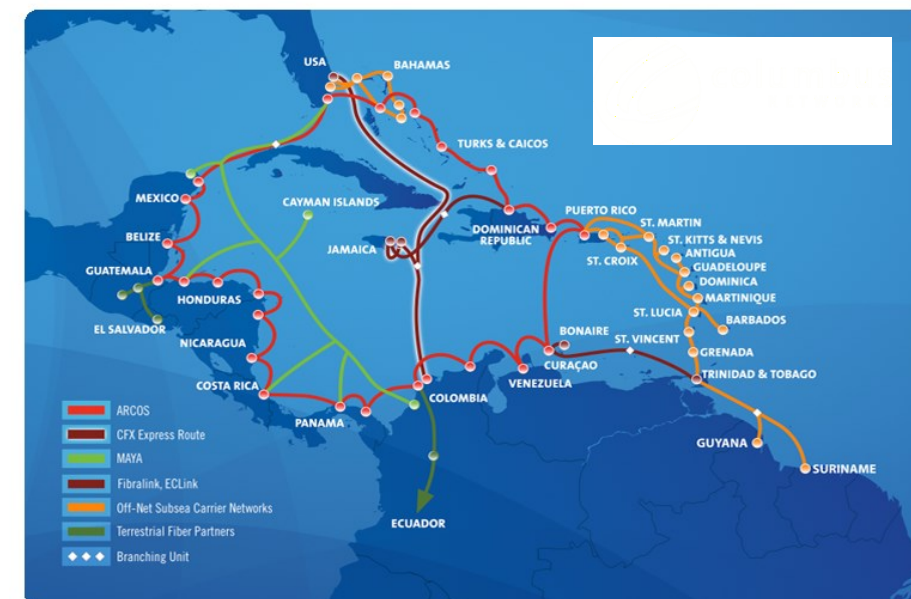 USA
BAHAMAS
TURKS & CAICOS
MEXICO
CAYMAN ISLANDS
PUERTO RICO
ST. MARTIN
BELIZE
JAMAICA
DOMINICAN
REPUBLIC
ST. KITTS & NEVIS
ANTIGUA
ST. CROIX
GUADELOUPE
GUATEMALA
DOMINICA
HONDURAS
MARTINIQUE
EL SALVADOR
ST. LUCIA
BARBADOS
BONAIRE
ST. VINCENT
NICARAGUA
GRENADA
CURAÇAO
COSTA RICA
VENEZUELA
TRINIDAD & TOBAGO
COLOMBIA
PANAMA
GUYANA
SURINAME
ECUADOR
ARCOS
CFX Express Route
MAYA
Fibralink, ECLink
Off-Net Subsea Carrier Networks
Terrestrial Fiber Partners
Branching Unit